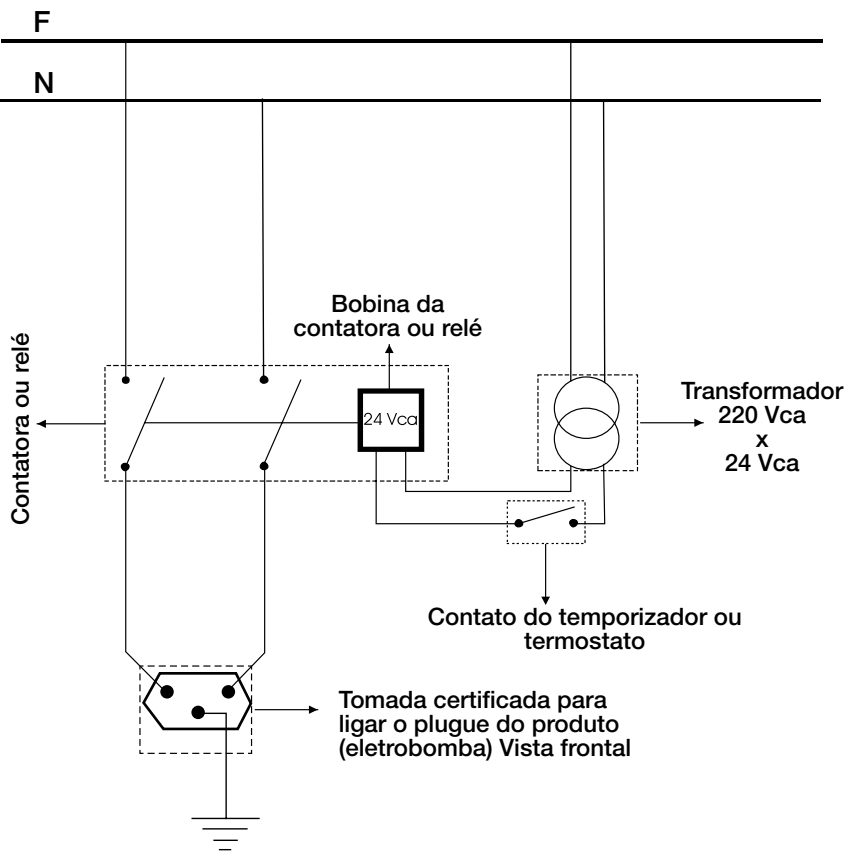 F
N
Bobina da
contatora ou relé
Contatora ou relé
24 Vca
Transformador
220 Vca
x
24 Vca
Contato do temporizador ou
termostato
Tomada certificada para
ligar o plugue do produto
(eletrobomba) Vista frontal